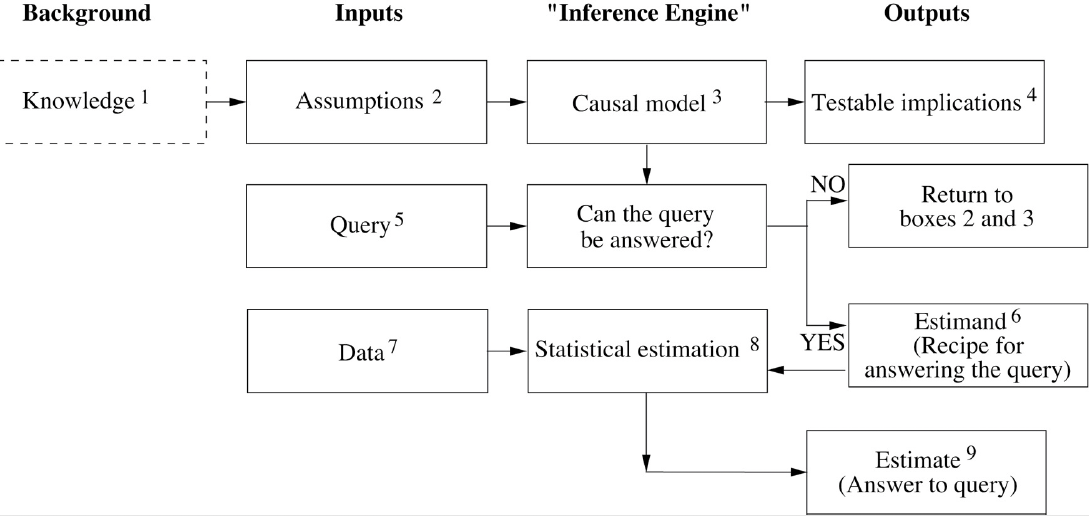 Background
Inputs
"Inference Engine"
Outputs
Knowledge 1
Assumptions 2
Causal model 3
Testable implications 4
Query 5
Can the query
be answered?
NO
Return to
boxes 2 and 3
YES
Estimand 6
(Recipe for
answering the query)
Data 7
Statistical estimation 8
Estimate 9
(Answer to query)